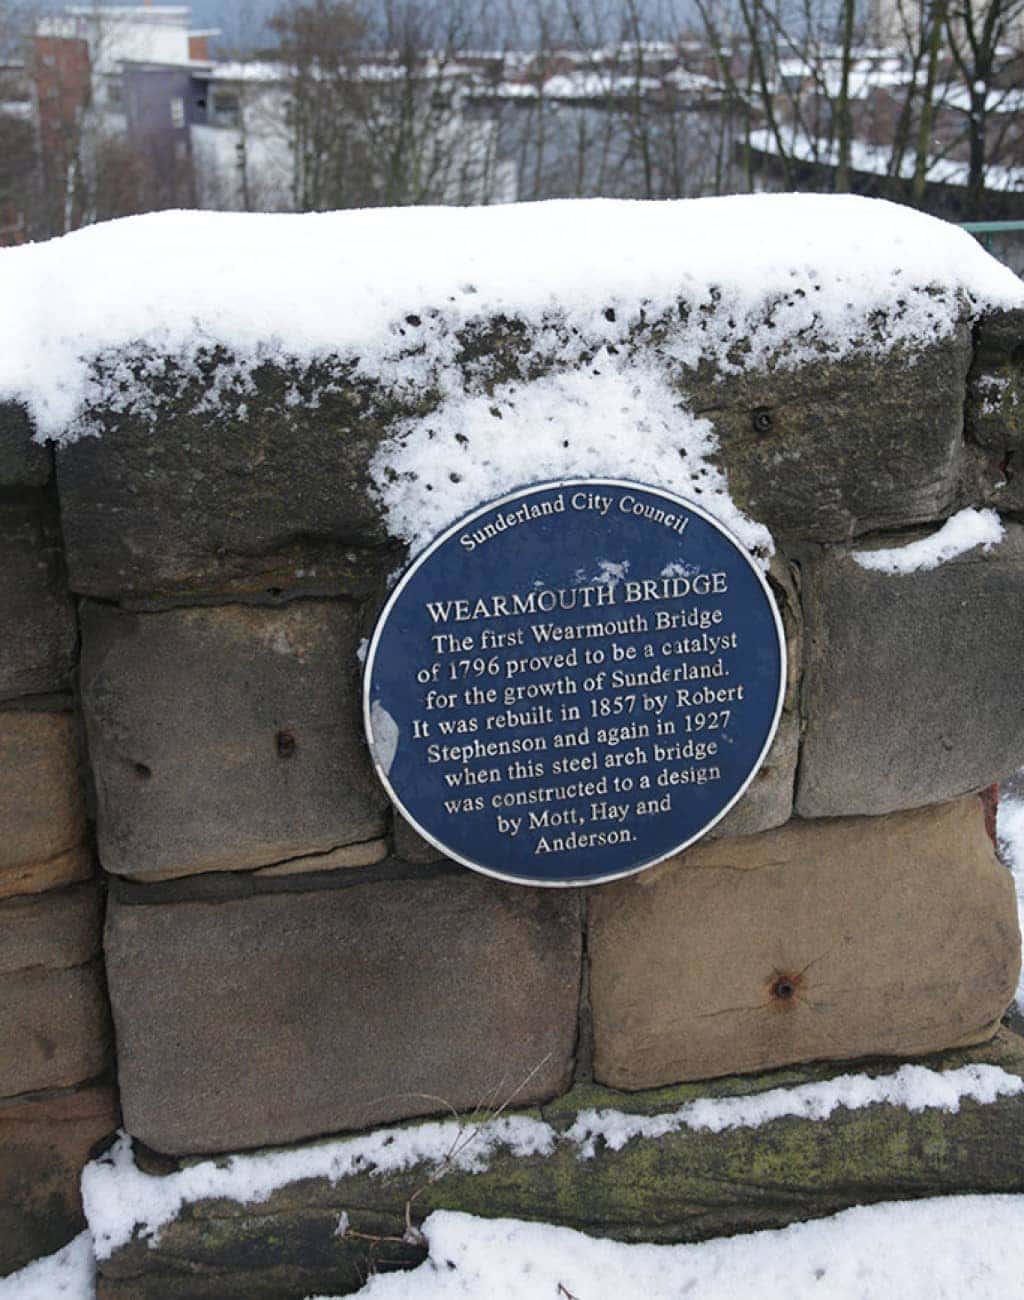 Sunderland City Council
WEARMOUTH BRIDGE
The first Wearmouth Bridge
of 1796 proved to be a catalyst
for the growth of Sunderland.
It was rebuilt in 1857 by Robert
Stephenson and again in 1927
when this steel arch bridge
was constructed to a design
by Mott, Hay and
Anderson.